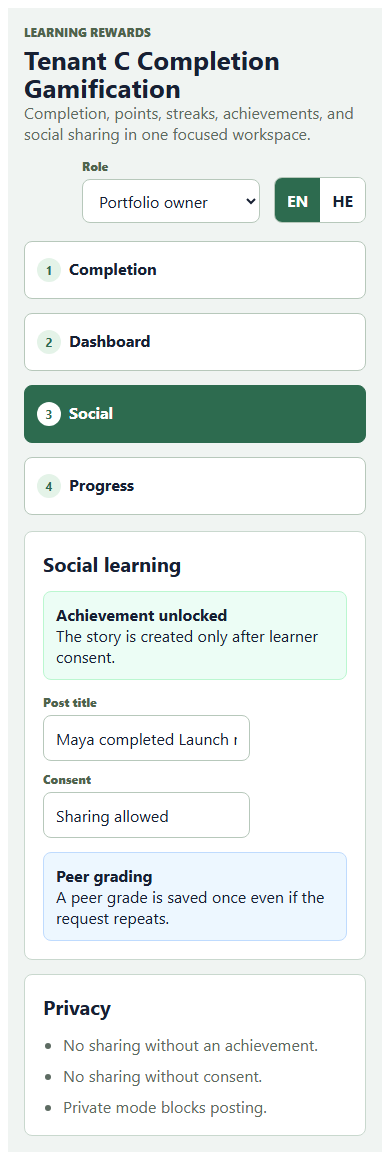 LEARNING REWARDS
Tenant C Completion
Gamification
Completion, points, streaks, achievements, and
social sharing in one focused workspace.
Role
Portfolio owner
EN HE
1 Completion
2 Dashboard
3 Social
4 Progress
Social learning
Achievement unlocked
The story is created only after learner
consent.
Post title
Maya completed Launch
Consent
Sharing allowed
Peer grading
A peer grade is saved once even if the
request repeats.
Privacy
No sharing without an achievement.
No sharing without consent.
Private mode blocks posting.